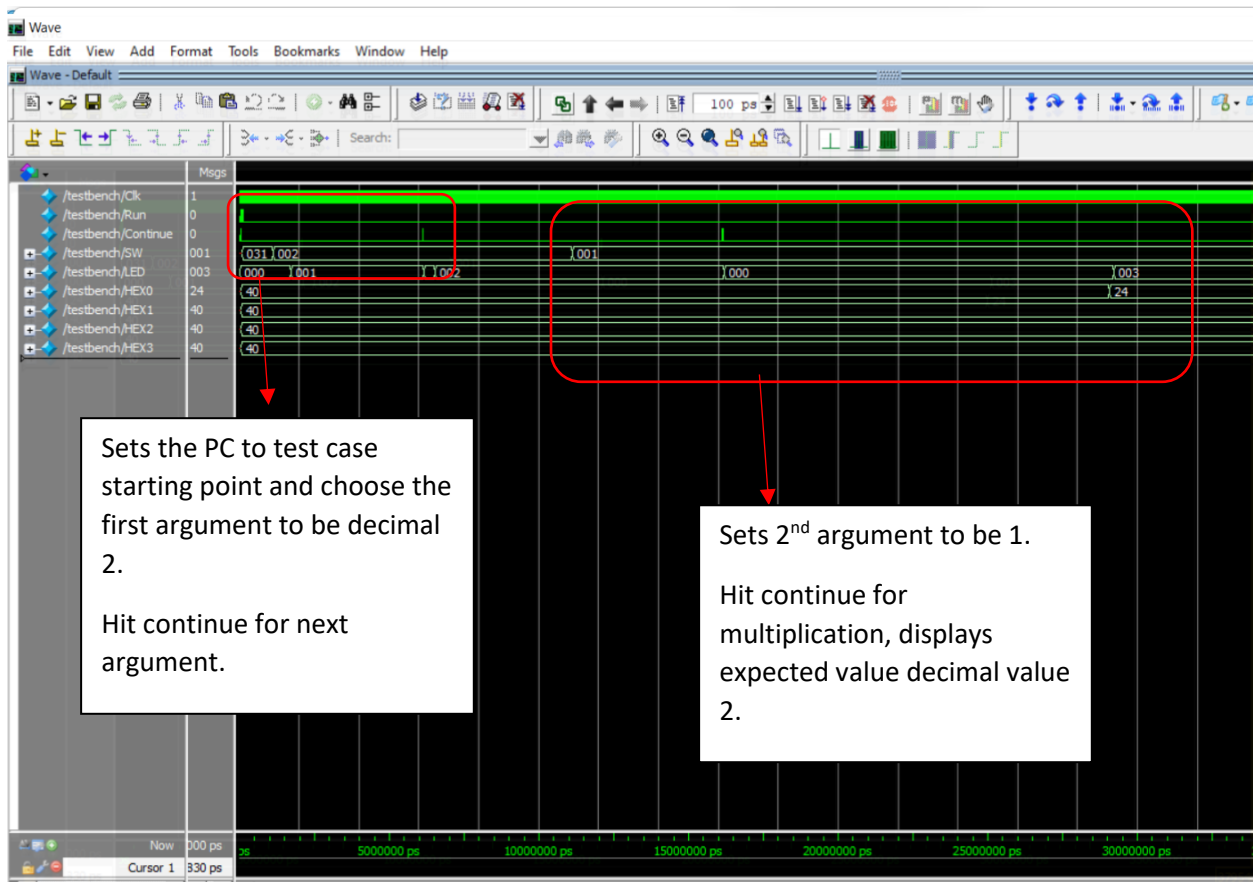 Wave
File Edit View Add Format Tools Bookmarks Window Help
Wave - Default
100 ps
Search:
Msgs
/testbench/Clk 1
/testbench/Run 0
/testbench/Continue 0
/testbench/SW 001 031 002 001
/testbench/LED 003 000 001 002 000 003
/testbench/HEX0 24 40 24
/testbench/HEX1 40 40
/testbench/HEX2 40 40
/testbench/HEX3 40 40
Sets the PC to test case
starting point and choose the
first argument to be decimal
2.
Hit continue for next
argument.
Sets 2nd argument to be 1.
Hit continue for
multiplication, displays
expected value decimal value
2.
Now 000 ps ps 5000000 ps 10000000 ps 15000000 ps 20000000 ps 25000000 ps 30000000 ps
Cursor 1 830 ps